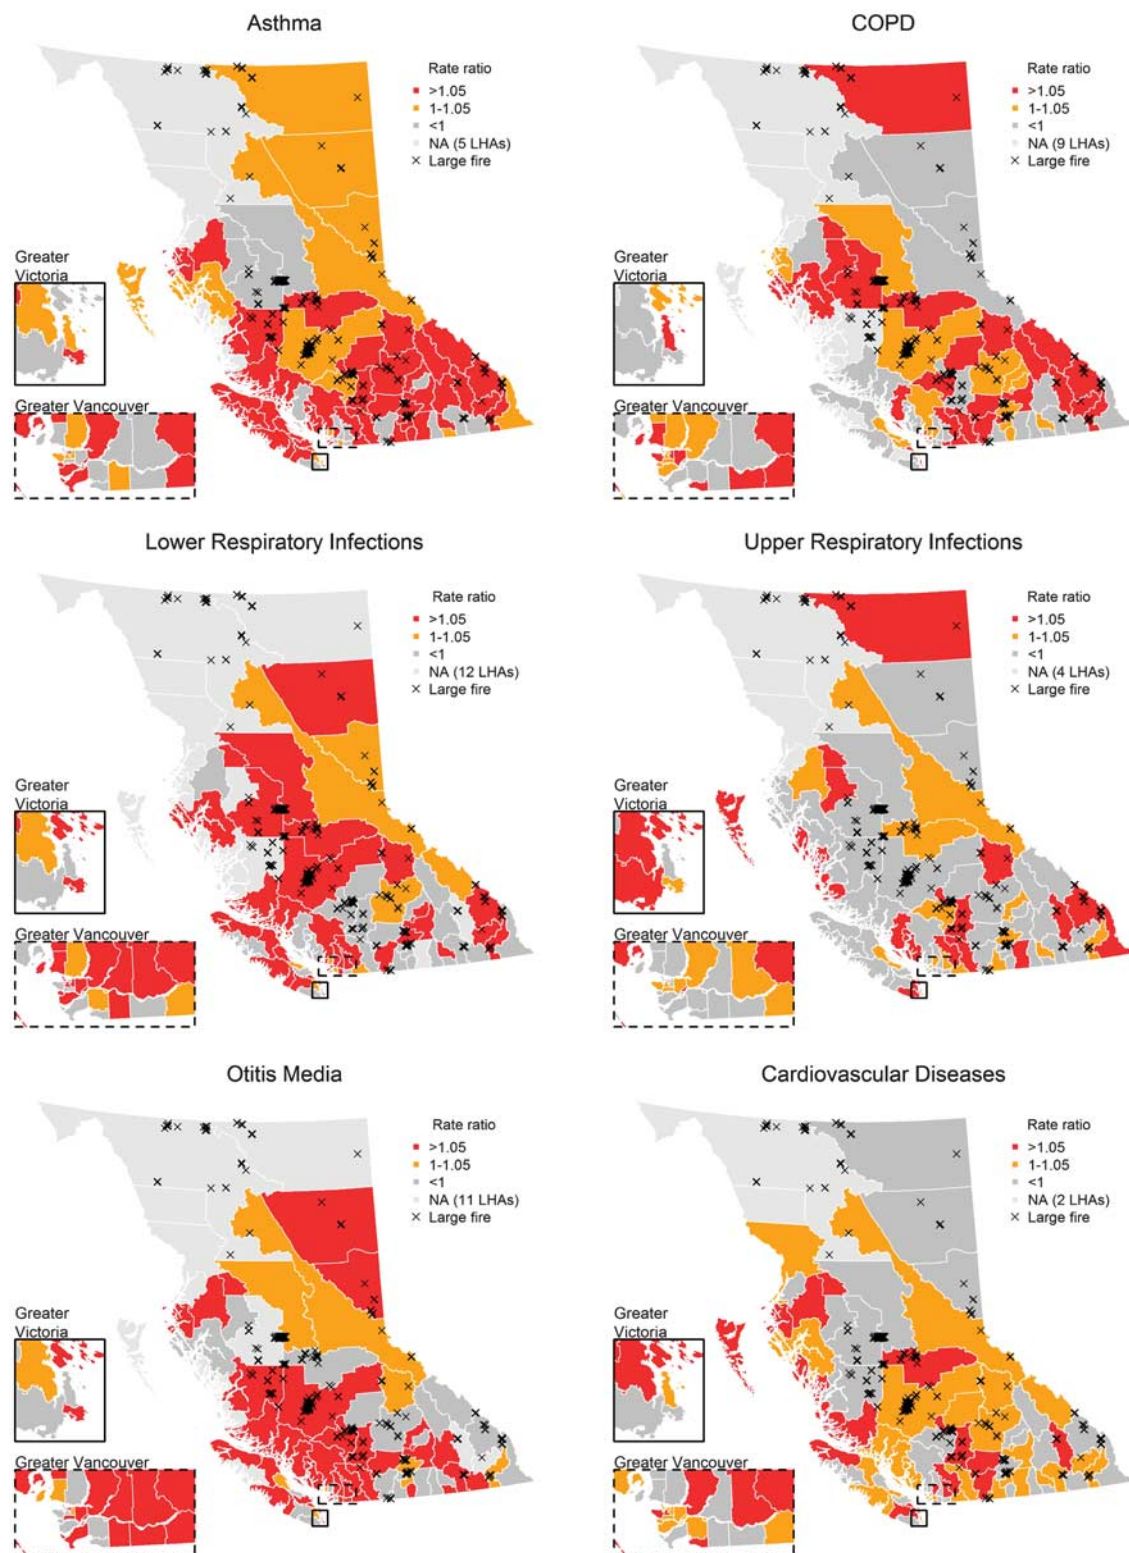 Asthma
Rate ratio
>1.05
1-1.05
<1
NA (5 LHAs)
Large fire
Greater
Victoria
Greater Vancouver
COPD
Rate ratio
>1.05
1-1.05
<1
NA (9 LHAs)
Large fire
Greater
Victoria
Greater Vancouver
Lower Respiratory Infections
Rate ratio
>1.05
1-1.05
<1
NA (12 LHAs)
Large fire
Greater
Victoria
Greater Vancouver
Upper Respiratory Infections
Rate ratio
>1.05
1-1.05
<1
NA (4 LHAs)
Large fire
Greater
Victoria
Greater Vancouver
Otitis Media
Rate ratio
>1.05
1-1.05
<1
NA (11 LHAs)
Large fire
Greater
Victoria
Greater Vancouver
Cardiovascular Diseases
Rate ratio
>1.05
1-1.05
<1
NA (2 LHAs)
Large fire
Greater
Victoria
Greater Vancouver